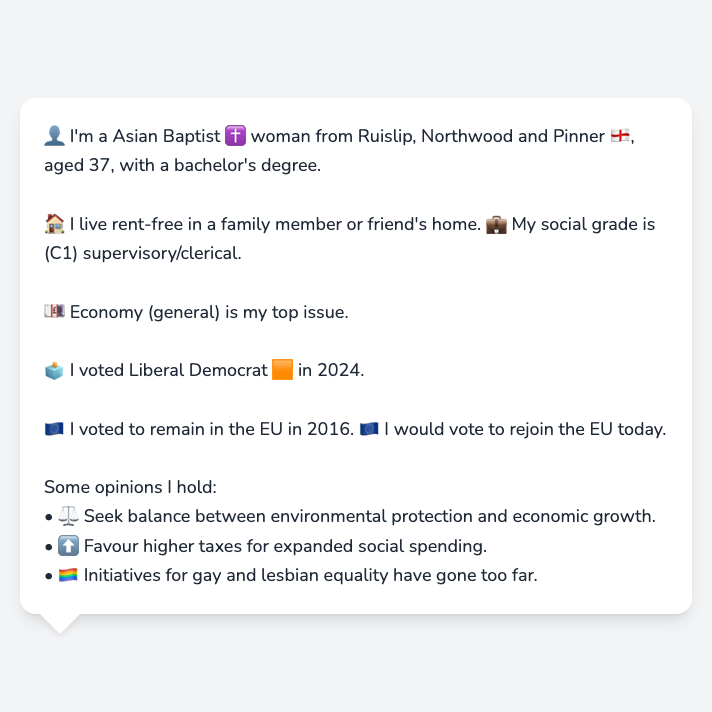 👤 I'm a Asian Baptist ✝️ woman from Ruislip, Northwood and Pinner 🏴󠁧󠁢󠁥󠁮󠁧󠁿,
aged 37, with a bachelor's degree.
🏠 I live rent-free in a family member or friend's home. 💼 My social grade is
(C1) supervisory/clerical.
💷 Economy (general) is my top issue.
🗳️ I voted Liberal Democrat 🟧 in 2024.
🇪🇺 I voted to remain in the EU in 2016. 🇪🇺 I would vote to rejoin the EU today.
Some opinions I hold:
• ⚖️ Seek balance between environmental protection and economic growth.
• ⬆️ Favour higher taxes for expanded social spending.
• 🏳️‍🌈 Initiatives for gay and lesbian equality have gone too far.